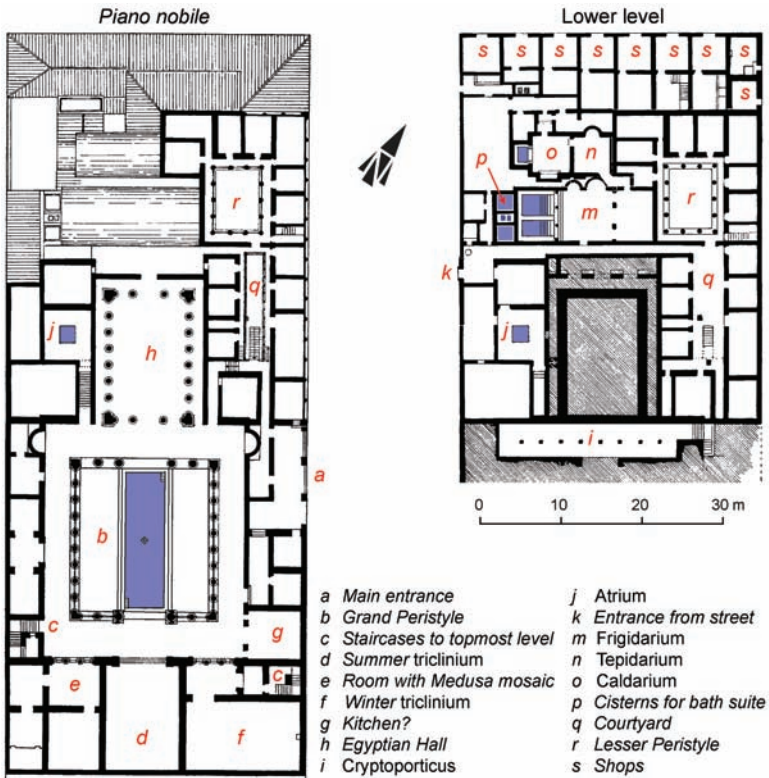 Piano nobile
Lower level
s s s s s s s s
s
o n
p
r r
m
q k q
j j
h
i
a
0 10 20 30 m
b
c g
e c
d f
a Main entrance
b Grand Peristyle
c Staircases to topmost level
d Summer triclinium
e Room with Medusa mosaic
f Winter triclinium
g Kitchen?
h Egyptian Hall
i Cryptoporticus
j Atrium
k Entrance from street
m Frigidarium
n Tepidarium
o Caldarium
p Cisterns for bath suite
q Courtyard
r Lesser Peristyle
s Shops